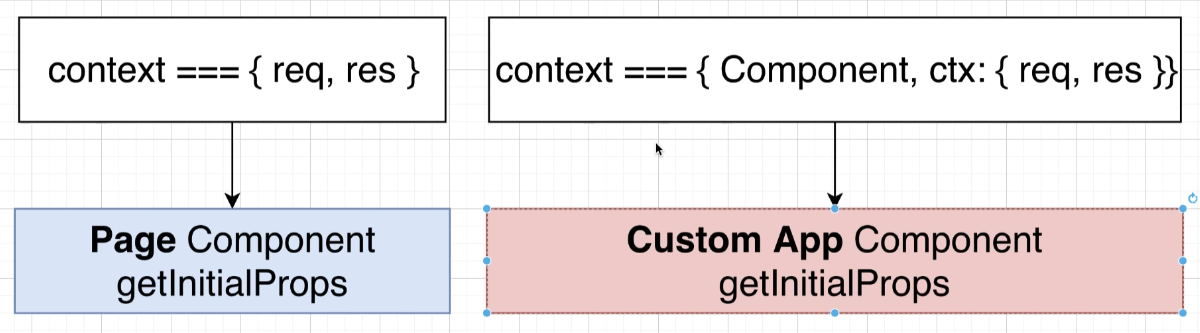 context === { req, res }
context === { Component, ctx: { req, res }}
Page Component
getInitialProps
Custom App Component
getInitialProps